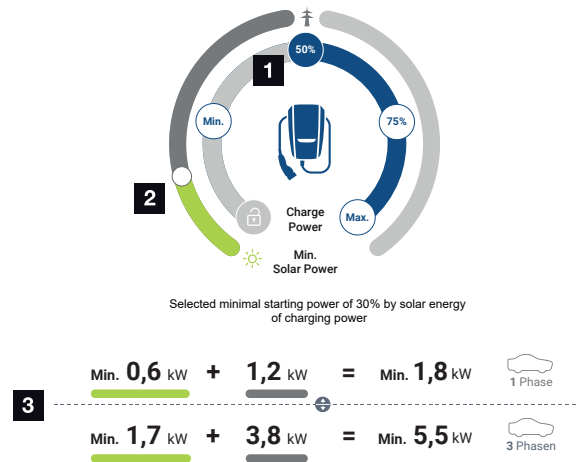 50%
1
Min.
75%
2
Charge
Power
Max.
Min.
Solar Power
Selected minimal starting power of 30% by solar energy
of charging power
Min. 0,6 kW + 1,2 kW = Min. 1,8 kW
1 Phase
3
Min. 1,7 kW + 3,8 kW = Min. 5,5 kW
3 Phasen